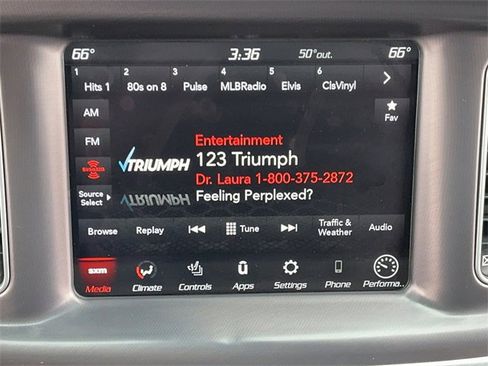 66° 3:36 50°out. 66°
1 2 3 4 5 6
Hits 1 80s on 8 Pulse MLBRadio Elvis ClsVinyl
AM
FM
Fav
Entertainment
TRIUMPH 123 Triumph
Dr. Laura 1-800-375-2872
Feeling Perplexed?
Source
Select
Browse Replay Tune Traffic & Weather Audio
sxm
Media Climate Controls Apps Settings Phone Performa..